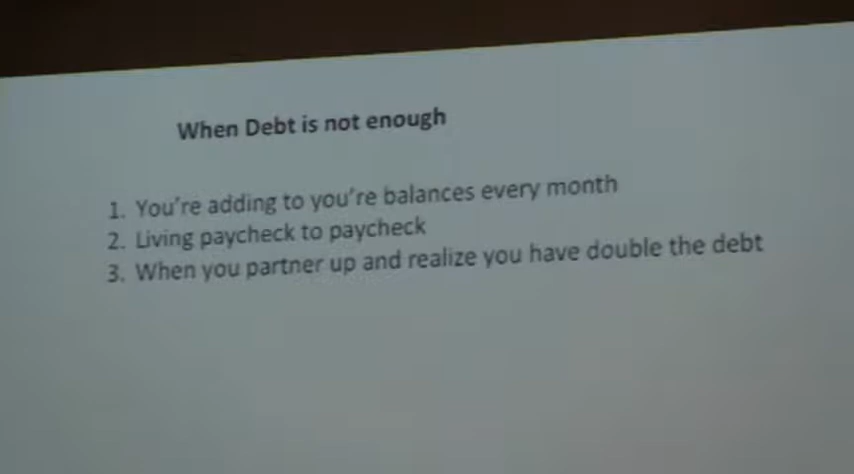 When Debt is not enough
1. You're adding to you're balances every month
2. Living paycheck to paycheck
3. When you partner up and realize you have double the debt